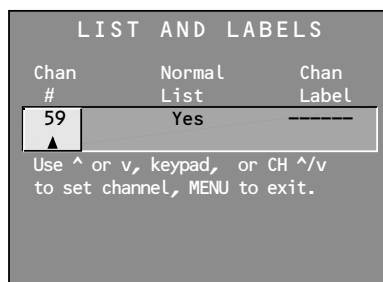 LIST AND LABELS
Chan Normal Chan
# List Label
59 Yes ------
▲
Use ^ or v, keypad, or CH ^/v
to set channel, MENU to exit.